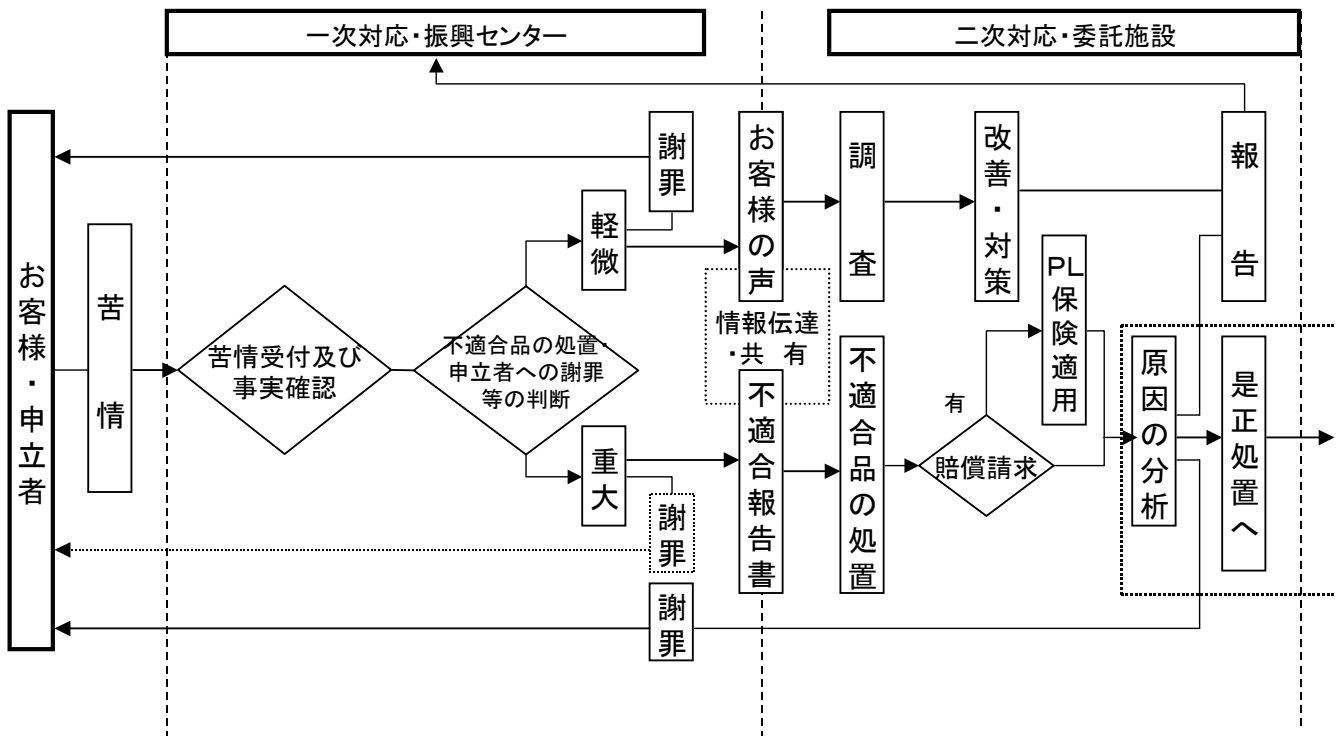 一次対応・振興センター
二次対応・委託施設
お客様・申立者
苦情
苦情受付及び
事実確認
不適合品の処置・
申立者への謝罪
等の判断
軽微
謝罪
重大
謝罪
謝罪
お客様の声
情報伝達
・共 有
不適合報告書
調査
不適合品の処置
改善・対策
有
賠償請求
PL保険適用
原因の分析
報告
是正処置へ